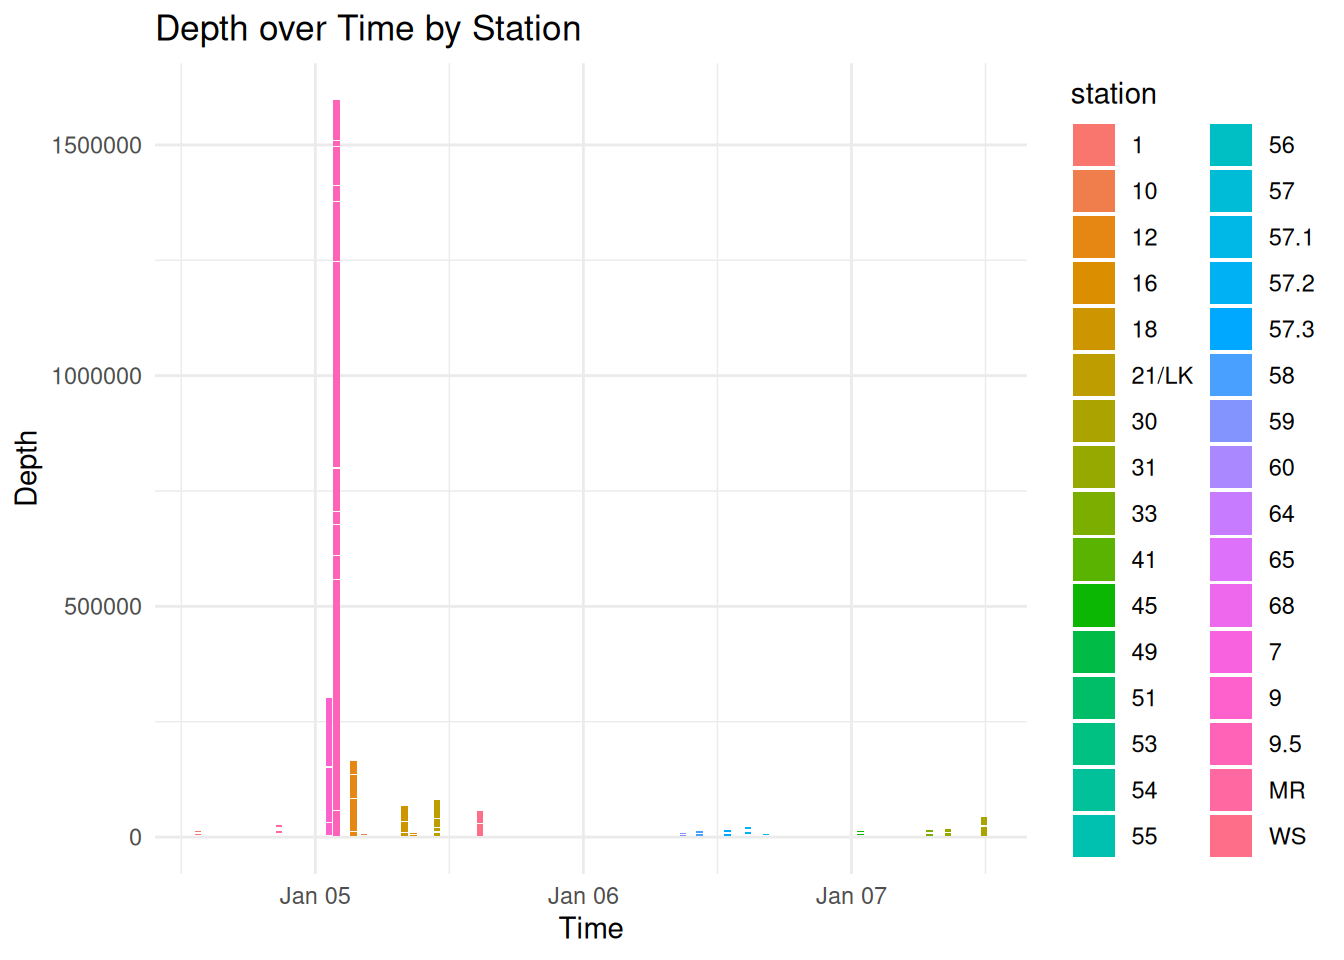 Depth over Time by Station
Depth
1500000
1000000
500000
0
Jan 05 Jan 06 Jan 07
Time
station
1 56
10 57
12 57.1
16 57.2
18 57.3
21/LK 58
30 59
31 60
33 64
41 65
45 68
49 7
51 9
53 9.5
54 MR
55 WS